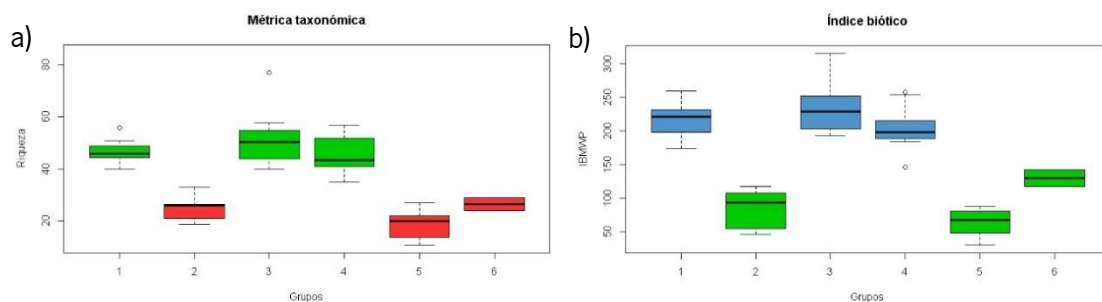 a)
Métrica taxonómica
Riqueza
80
60
40
20
1 2 3 4 5 6
Grupos
b)
Índice biótico
IBMWP
300
250
200
150
100
50
1 2 3 4 5 6
Grupos